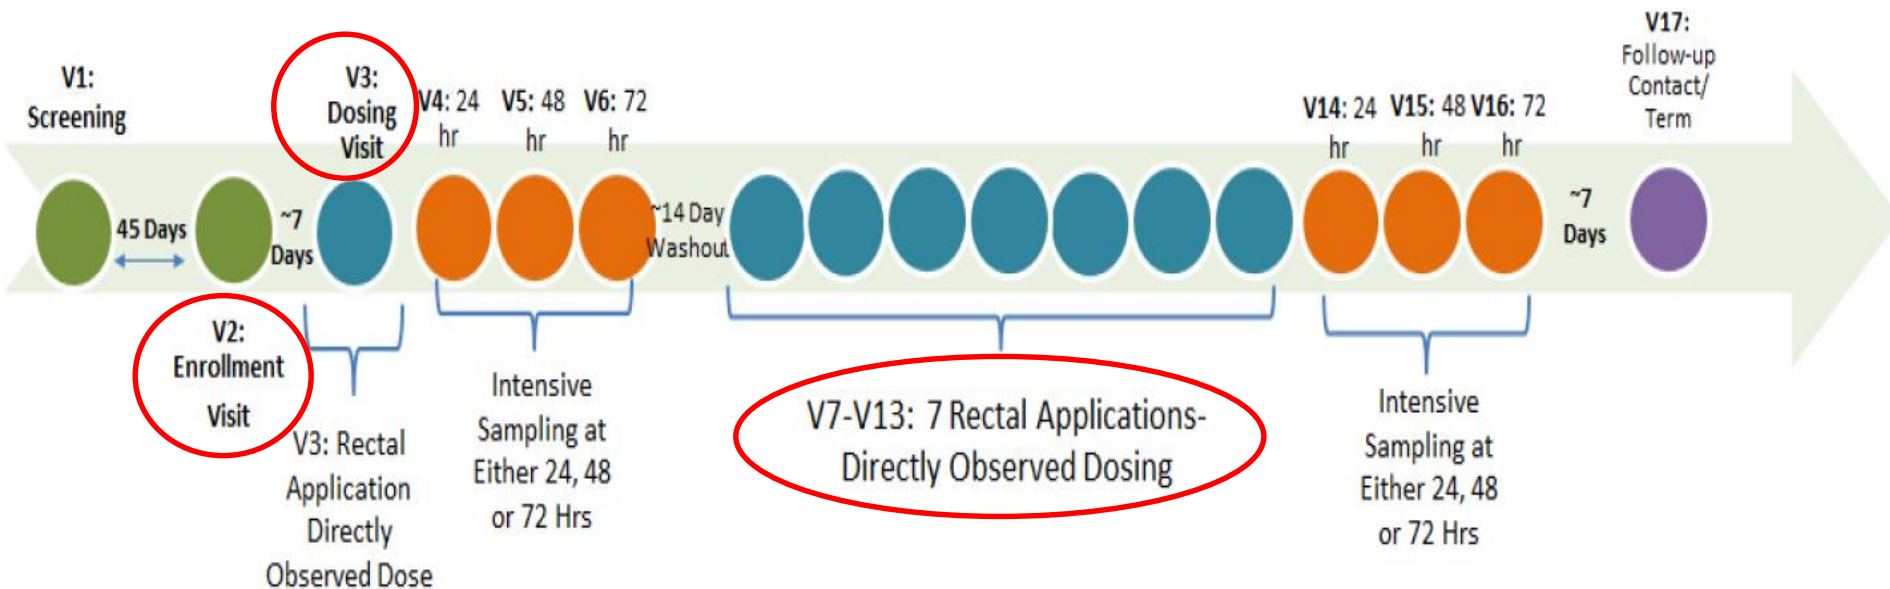 V1:
Screening
45 Days
V2:
Enrollment
Visit
~7
Days
V3:
Dosing
Visit
V3: Rectal
Application
Directly
Observed Dose
V4: 24
hr
V5: 48
hr
V6: 72
hr
Intensive
Sampling at
Either 24, 48
or 72 Hrs
~14 Day
Washout
V7-V13: 7 Rectal Applications-
Directly Observed Dosing
V14: 24
hr
V15: 48
hr
V16: 72
hr
Intensive
Sampling at
Either 24, 48
or 72 Hrs
~7
Days
V17:
Follow-up
Contact/
Term